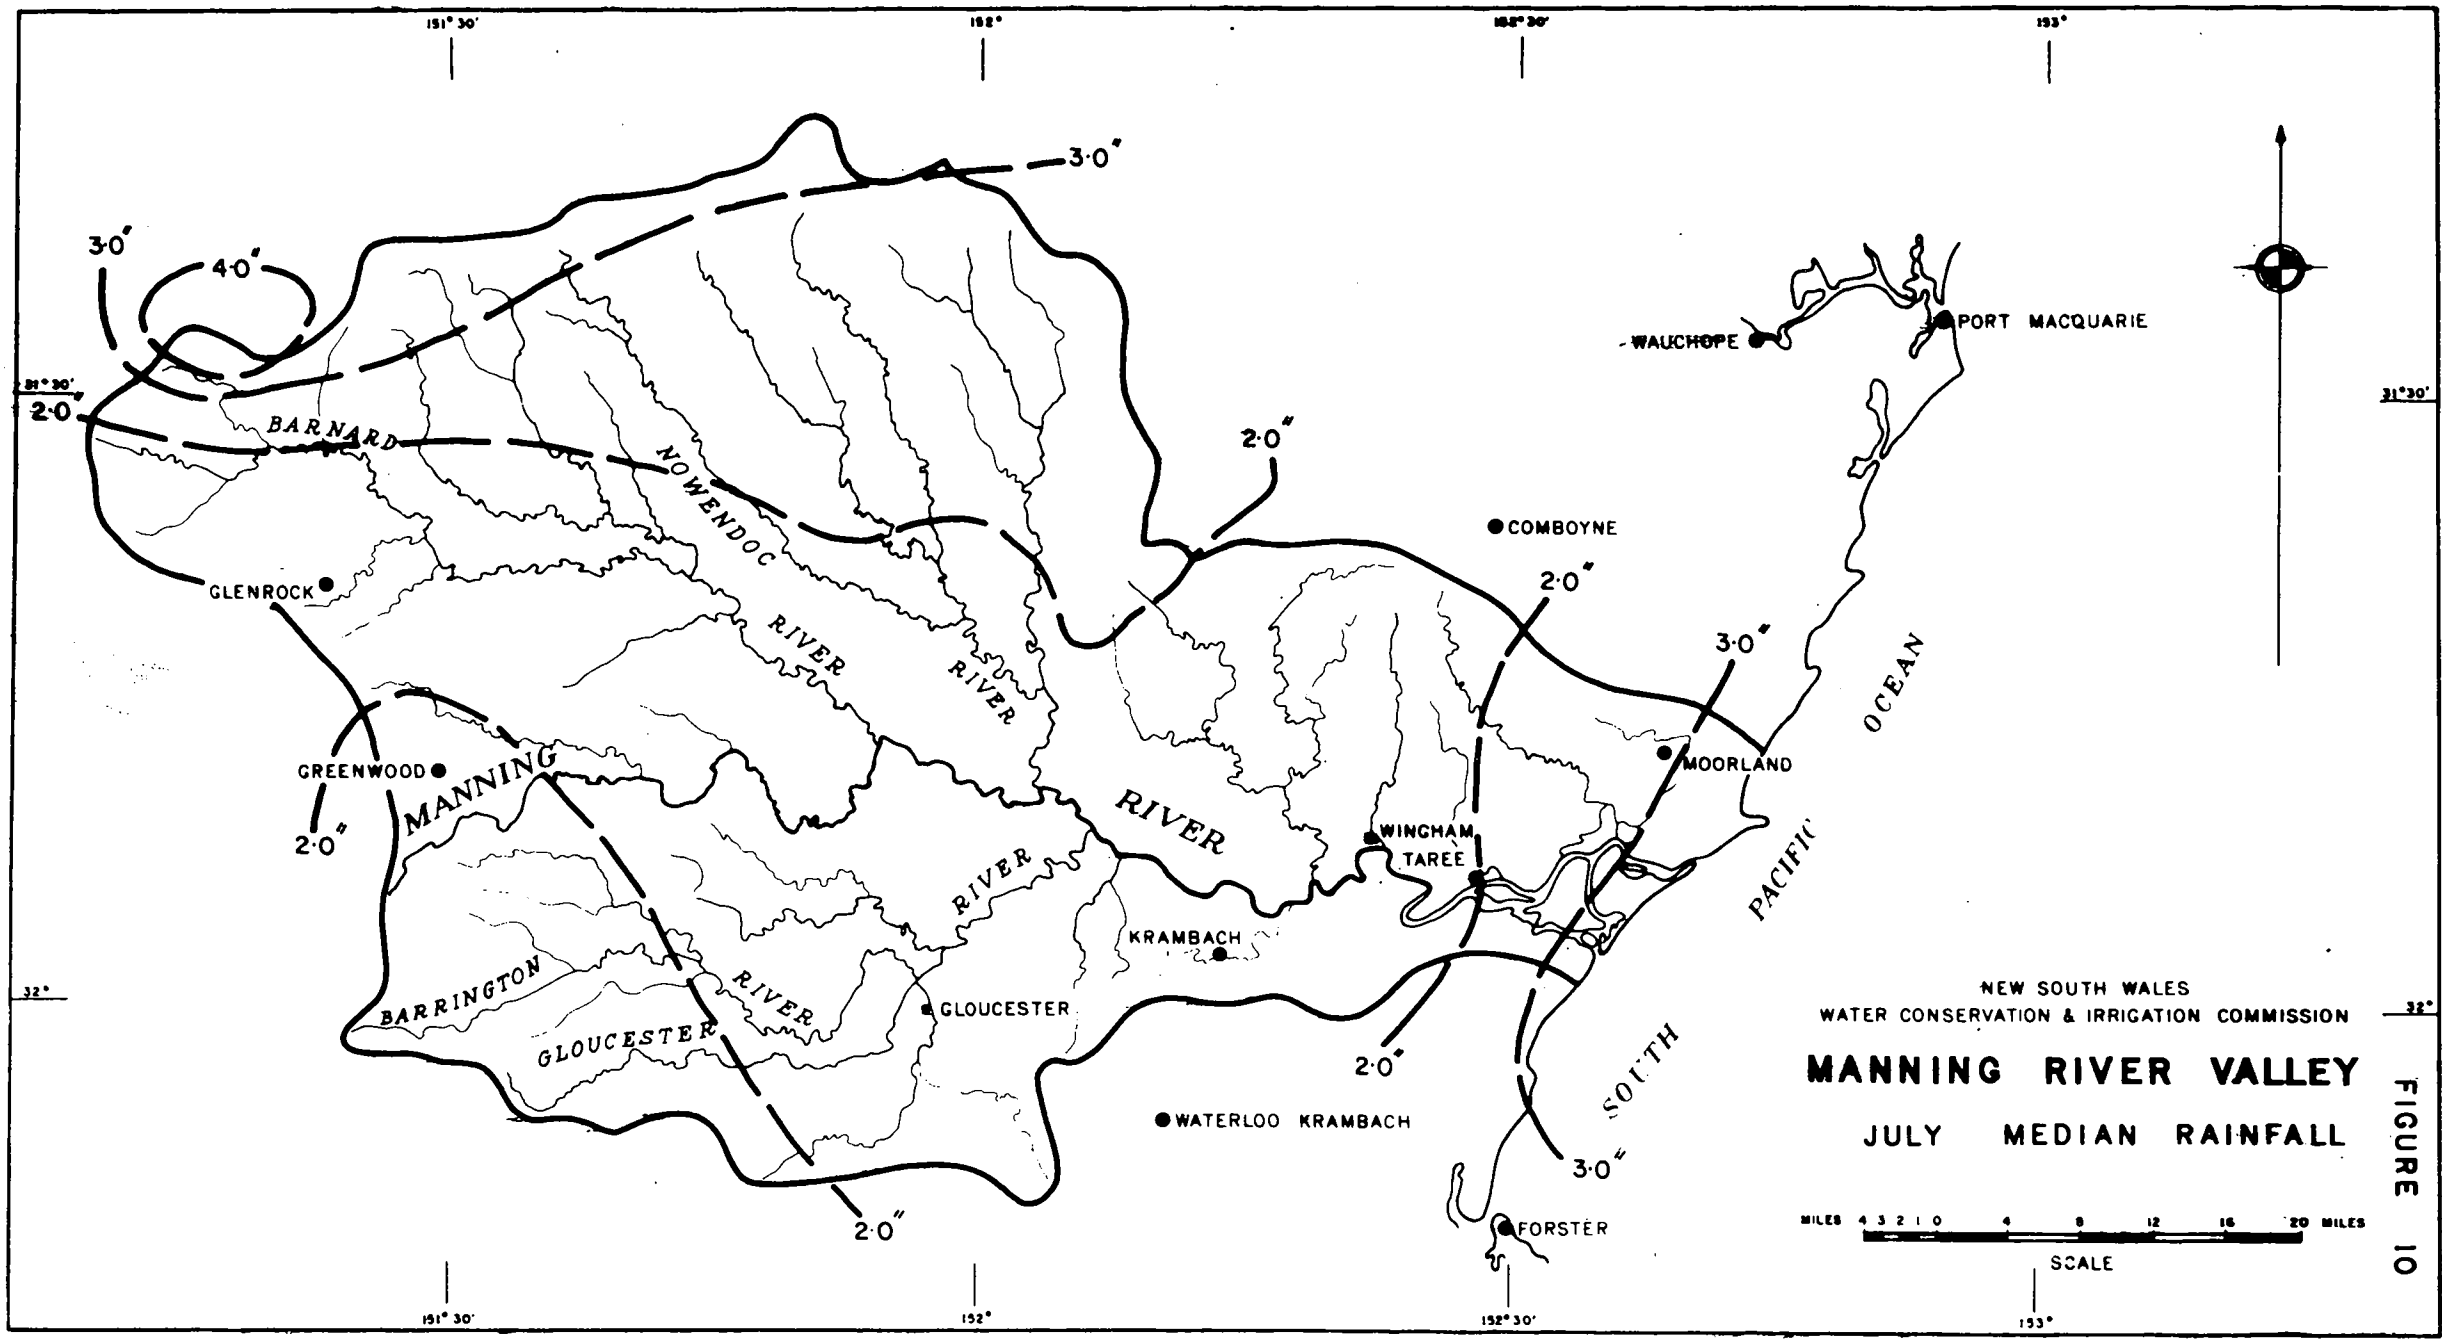 151° 30'
152°
152° 30'
153°
3·0"
3·0"
4·0"
31° 30'
31° 30'
2·0"
BARNARD
NOWENDOC
2·0"
WAUCHOPE
PORT MACQUARIE
COMBOYNE
GLENROCK
2·0"
RIVER
RIVER
3·0"
OCEAN
GREENWOOD
MANNING
MOORLAND
2·0"
RIVER
WINGHAM
TAREE
RIVER
PACIFIC
KRAMBACH
BARRINGTON
RIVER
32°
32°
GLOUCESTER
GLOUCESTER
2·0"
SOUTH
WATERLOO KRAMBACH
3·0"
2·0"
FORSTER
NEW SOUTH WALES
WATER CONSERVATION & IRRIGATION COMMISSION
MANNING RIVER VALLEY
JULY MEDIAN RAINFALL
MILES 4 3 2 1 0 4 8 12 16 20 MILES
SCALE
FIGURE 10
151° 30'
152°
152° 30'
153°